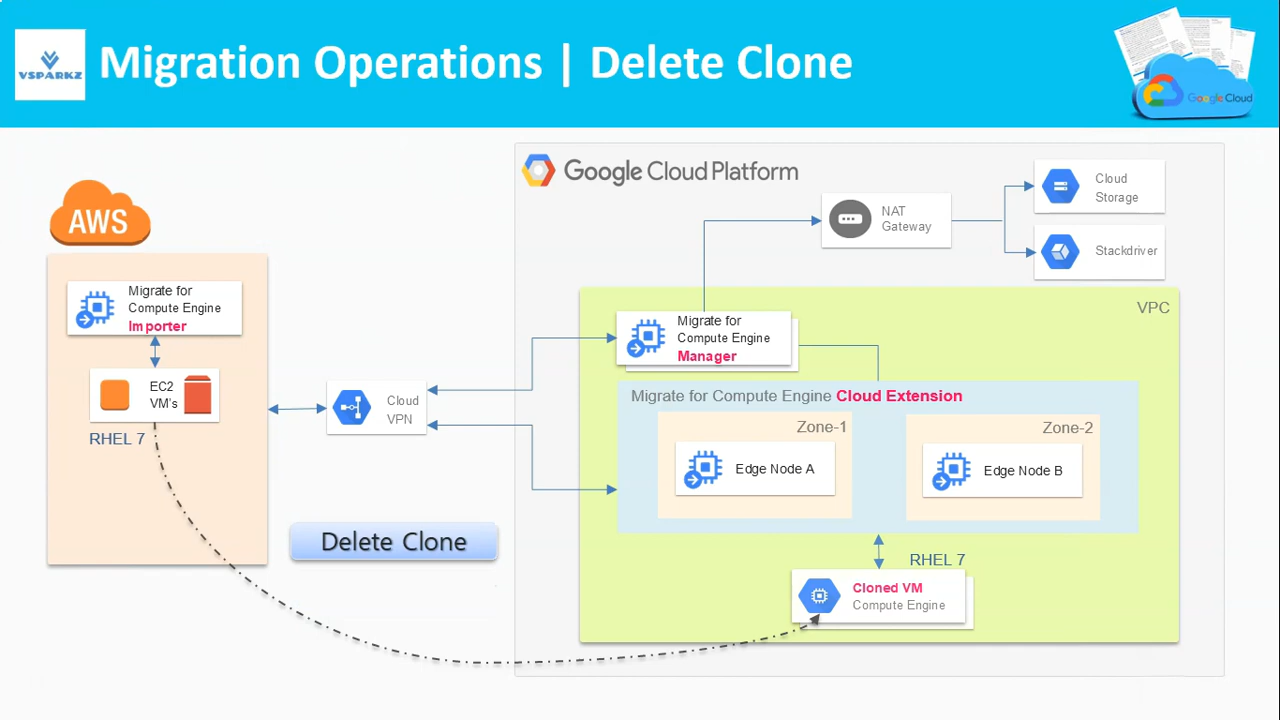 VSPARKZ
Migration Operations | Delete Clone
Google Cloud
AWS
Migrate for
Compute Engine
Importer
EC2
VM's
RHEL 7
Cloud
VPN
Delete Clone
Google Cloud Platform
NAT
Gateway
Cloud
Storage
Stackdriver
VPC
Migrate for
Compute Engine
Manager
Migrate for Compute Engine Cloud Extension
Zone-1
Edge Node A
Zone-2
Edge Node B
RHEL 7
Cloned VM
Compute Engine